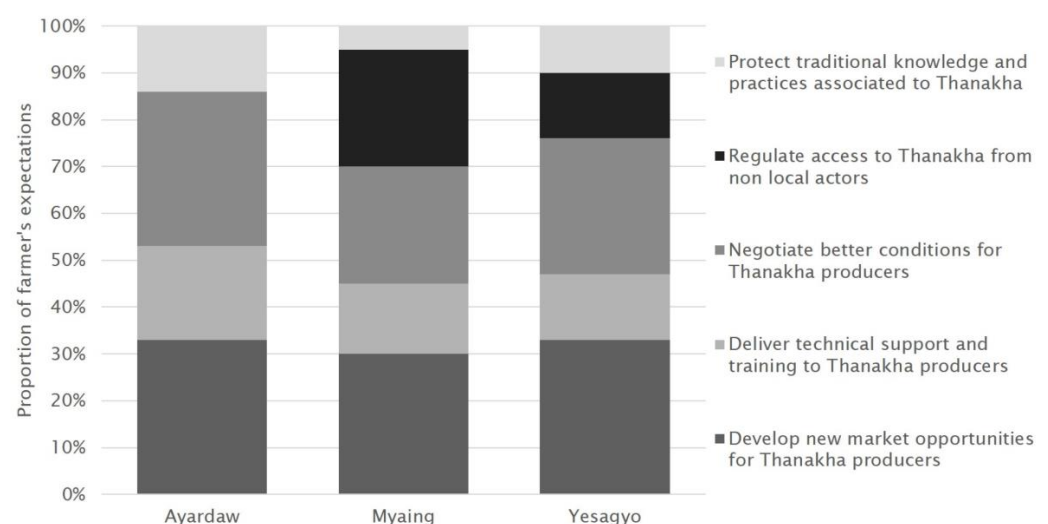 100%
90%
80%
70%
60%
50%
40%
30%
20%
10%
0%
Proportion of farmer's expectations
Ayardaw
Myaing
Yesagyo
Protect traditional knowledge and
practices associated to Thanakha
Regulate access to Thanakha from
non local actors
Negotiate better conditions for
Thanakha producers
Deliver technical support and
training to Thanakha producers
Develop new market opportunities
for Thanakha producers